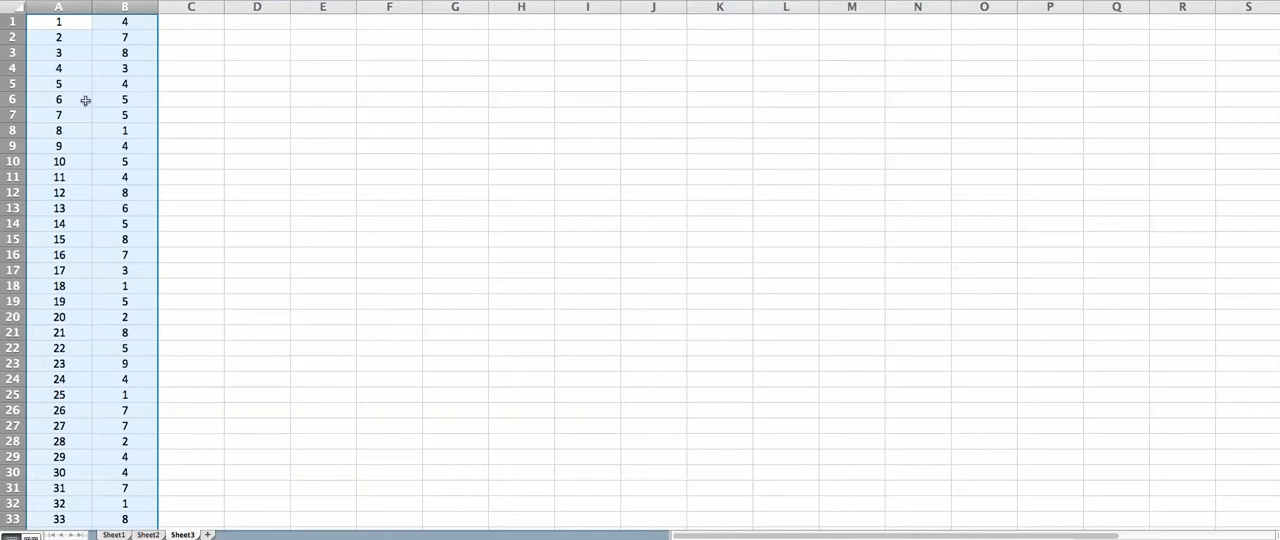 A B C D E F G H I J K L M N O P Q R S
1 1 4
2 2 7
3 3 8
4 4 3
5 5 4
6 6 5
7 7 5
8 8 1
9 9 4
10 10 5
11 11 4
12 12 8
13 13 6
14 14 5
15 15 8
16 16 7
17 17 3
18 18 1
19 19 5
20 20 2
21 21 8
22 22 5
23 23 9
24 24 4
25 25 1
26 26 7
27 27 7
28 28 2
29 29 4
30 30 4
31 31 7
32 32 1
33 33 8
Sheet1 Sheet2 Sheet3 +